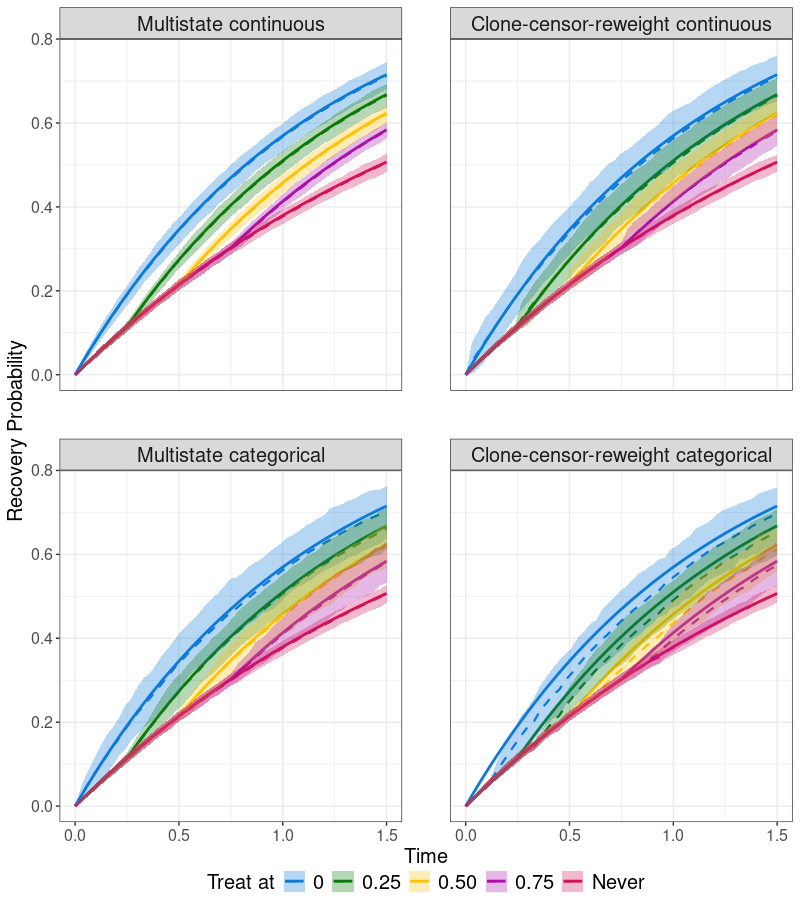 Multistate continuous
Clone-censor-reweight continuous
0.8
0.6
0.4
0.2
0.0
Recovery Probability
Multistate categorical
Clone-censor-reweight categorical
0.8
0.6
0.4
0.2
0.0
0.0 0.5 1.0 1.5 0.0 0.5 1.0 1.5
Time
Treat at 0 0.25 0.50 0.75 Never